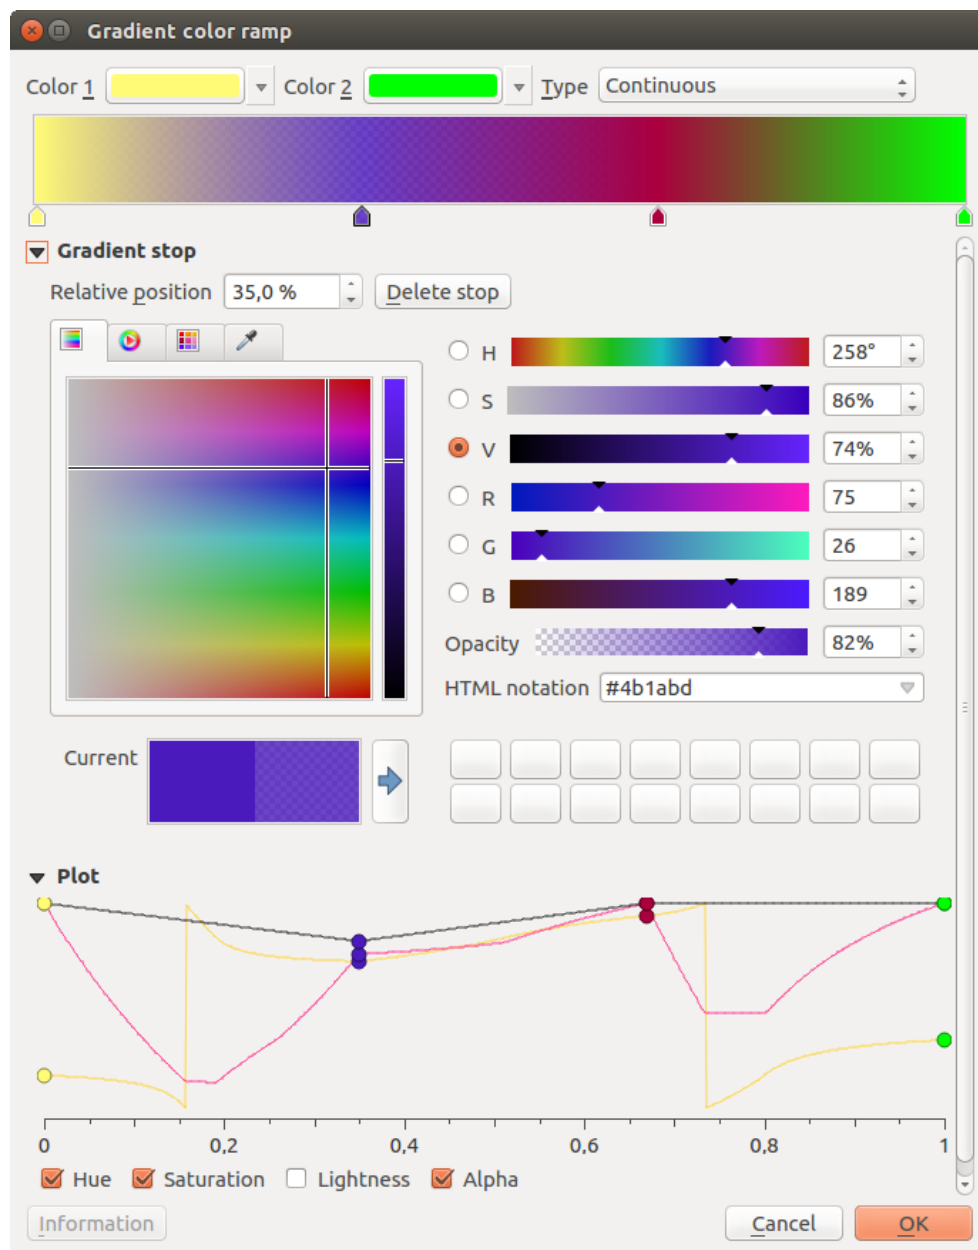 Gradient color ramp
Color 1 Color 2 Type Continuous
Gradient stop
Relative position 35,0 % Delete stop
H 258°
S 86%
V 74%
R 75
G 26
B 189
Opacity 82%
HTML notation #4b1abd
Current
Plot
0 0,2 0,4 0,6 0,8 1
Hue Saturation Lightness Alpha
Information Cancel OK